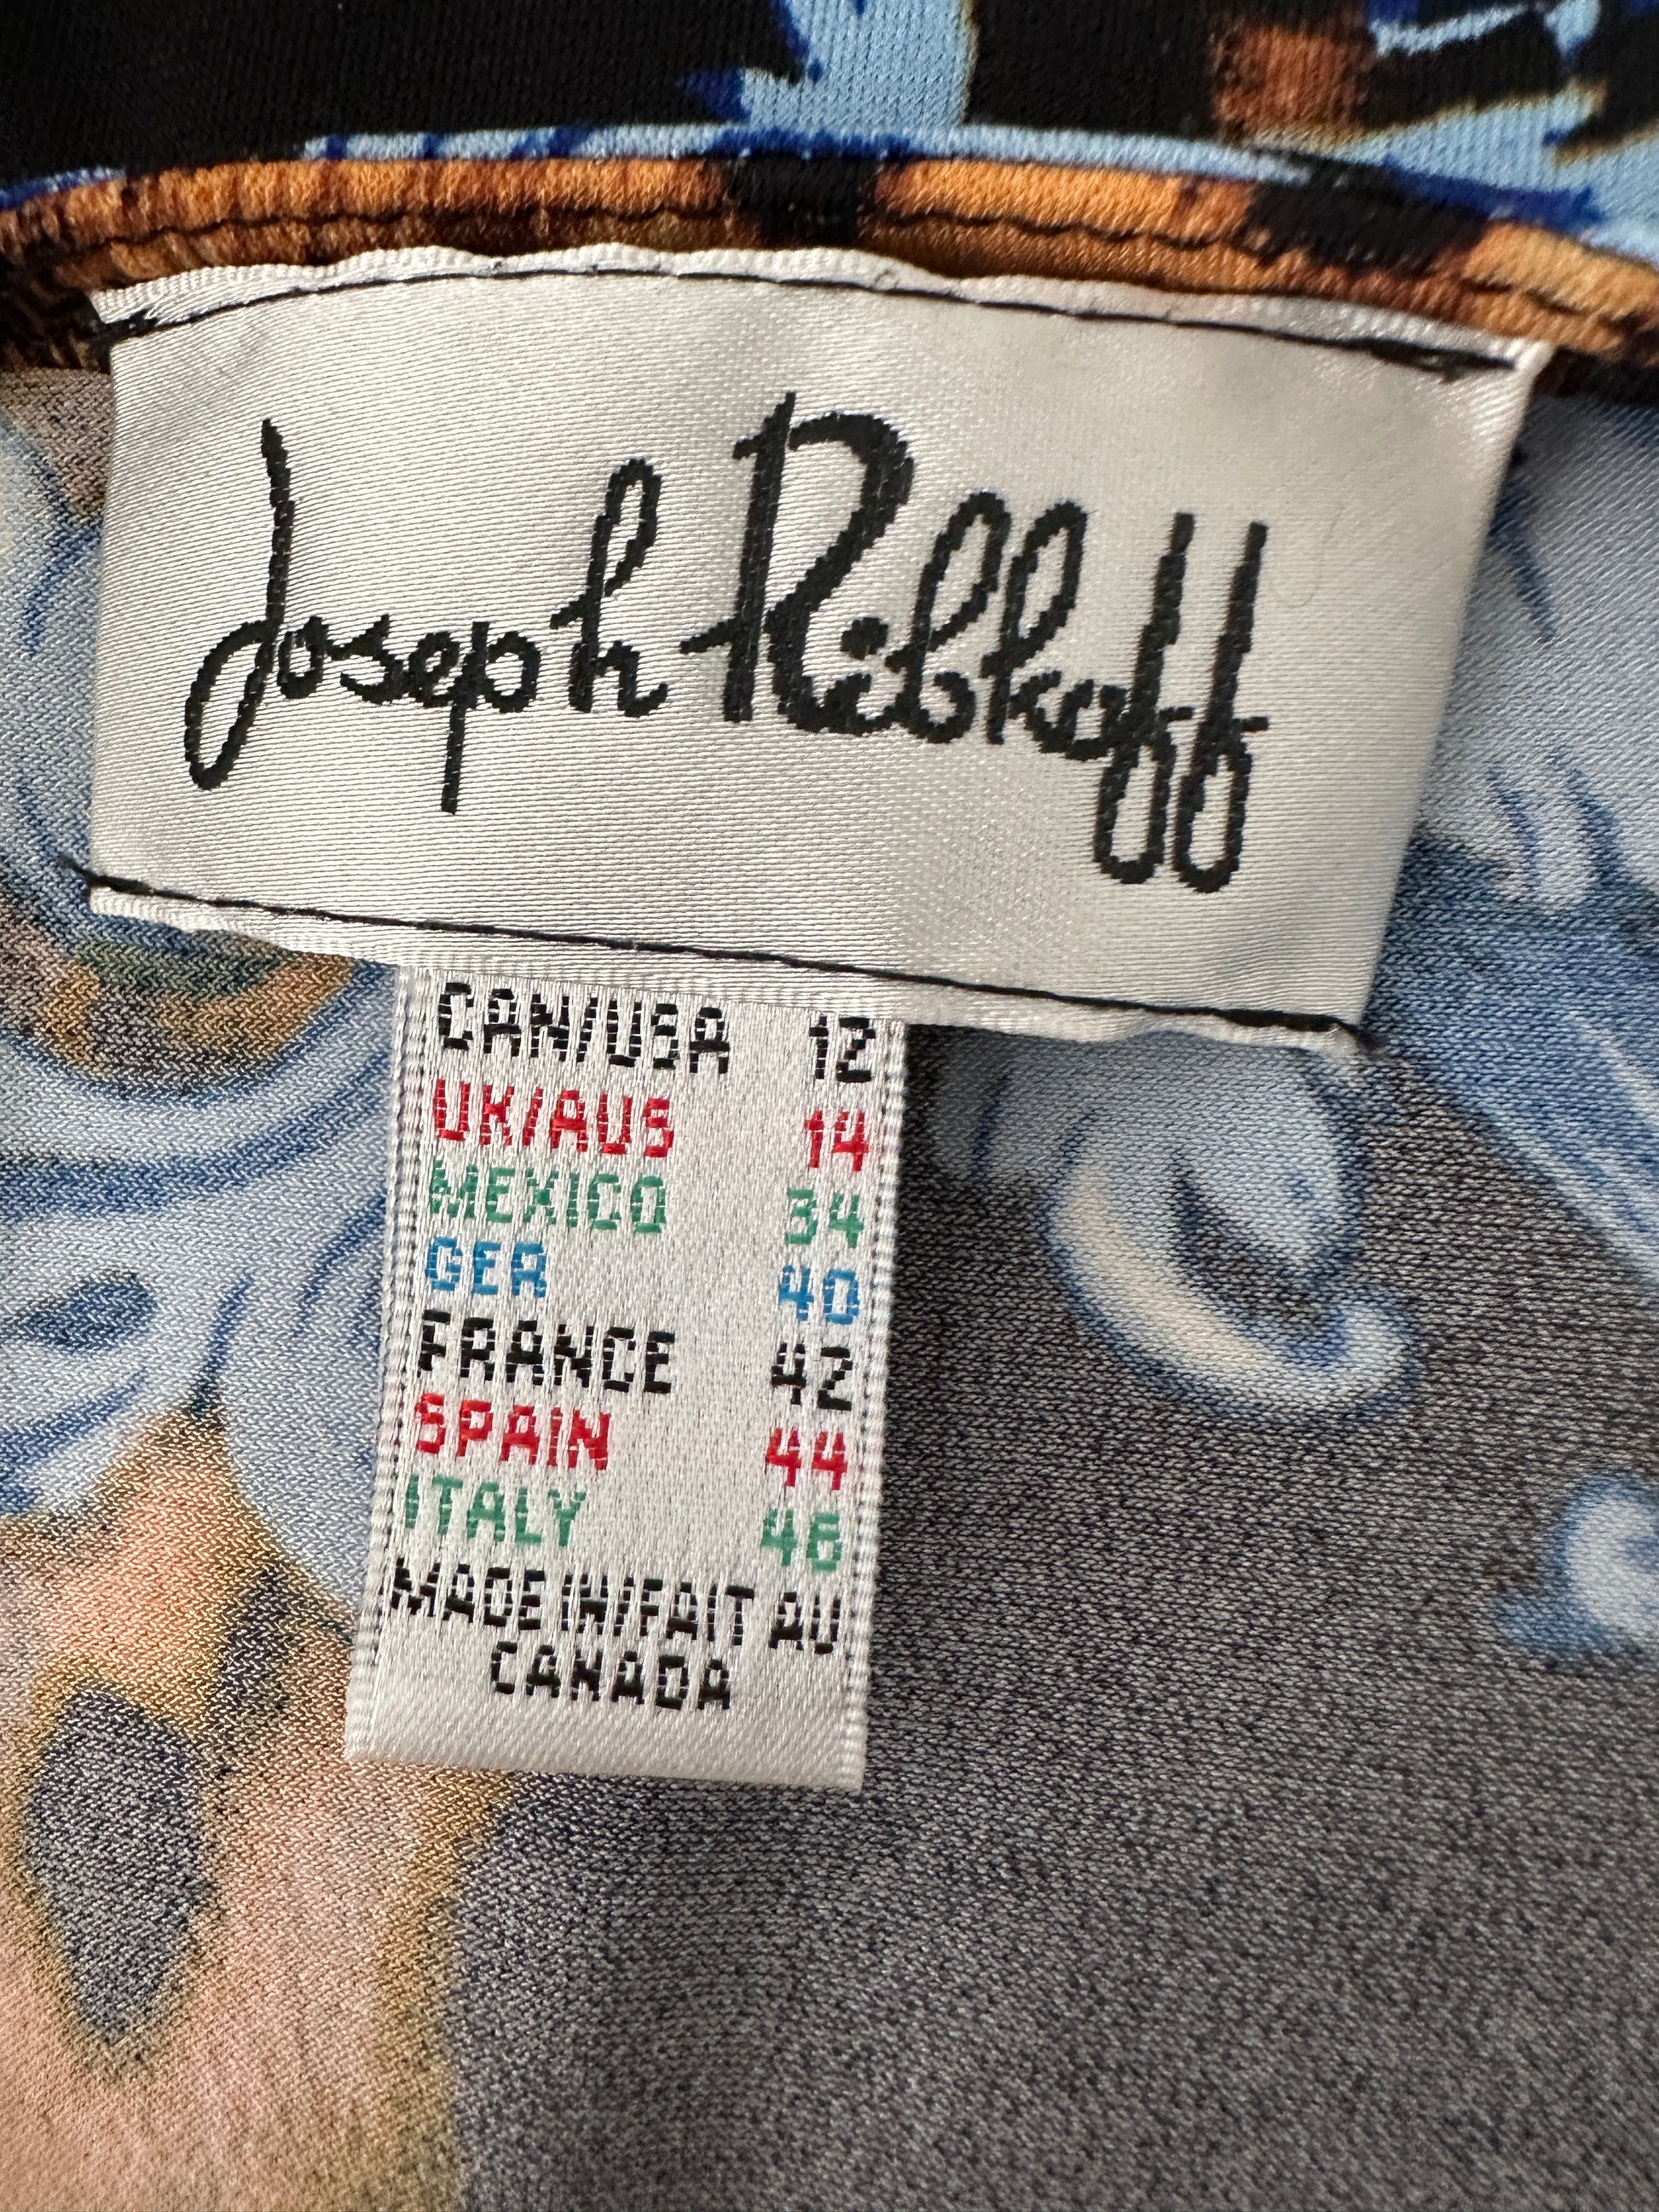 Joseph Ribkoff
CAN/USA 12
UK/AUS 14
MEXICO 34
GER 40
FRANCE 42
SPAIN 44
ITALY 46
MADE IN/FAIT AU
CANADA